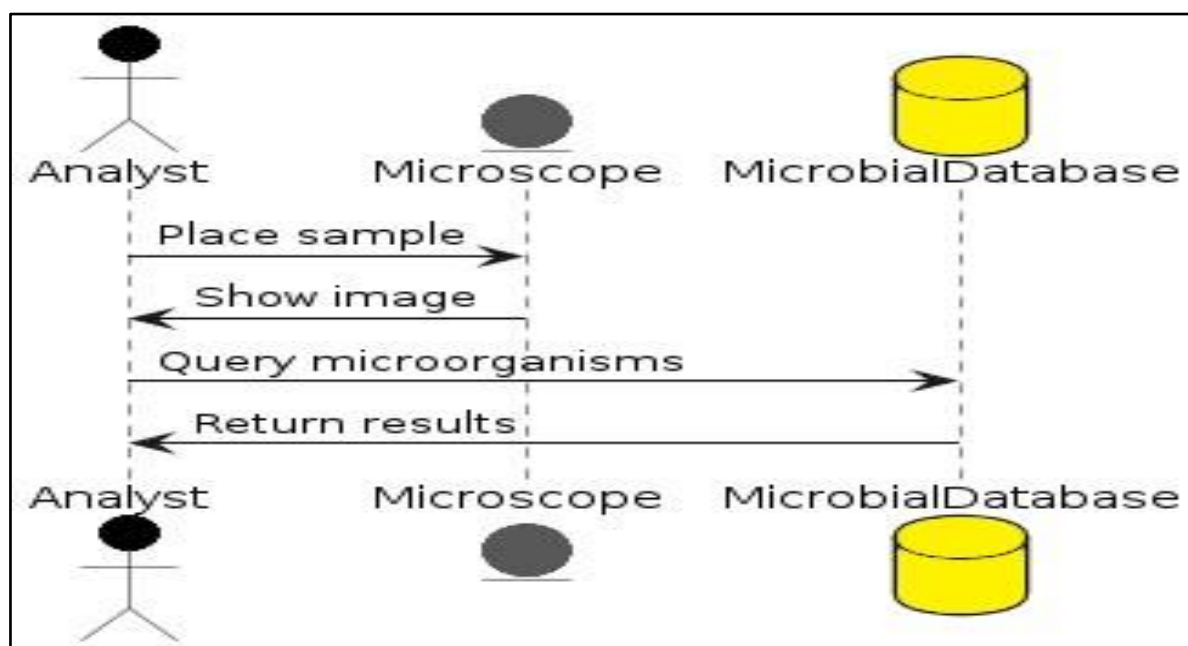 Analyst Microscope MicrobialDatabase
Place sample
Show image
Query microorganisms
Return results
Analyst Microscope MicrobialDatabase